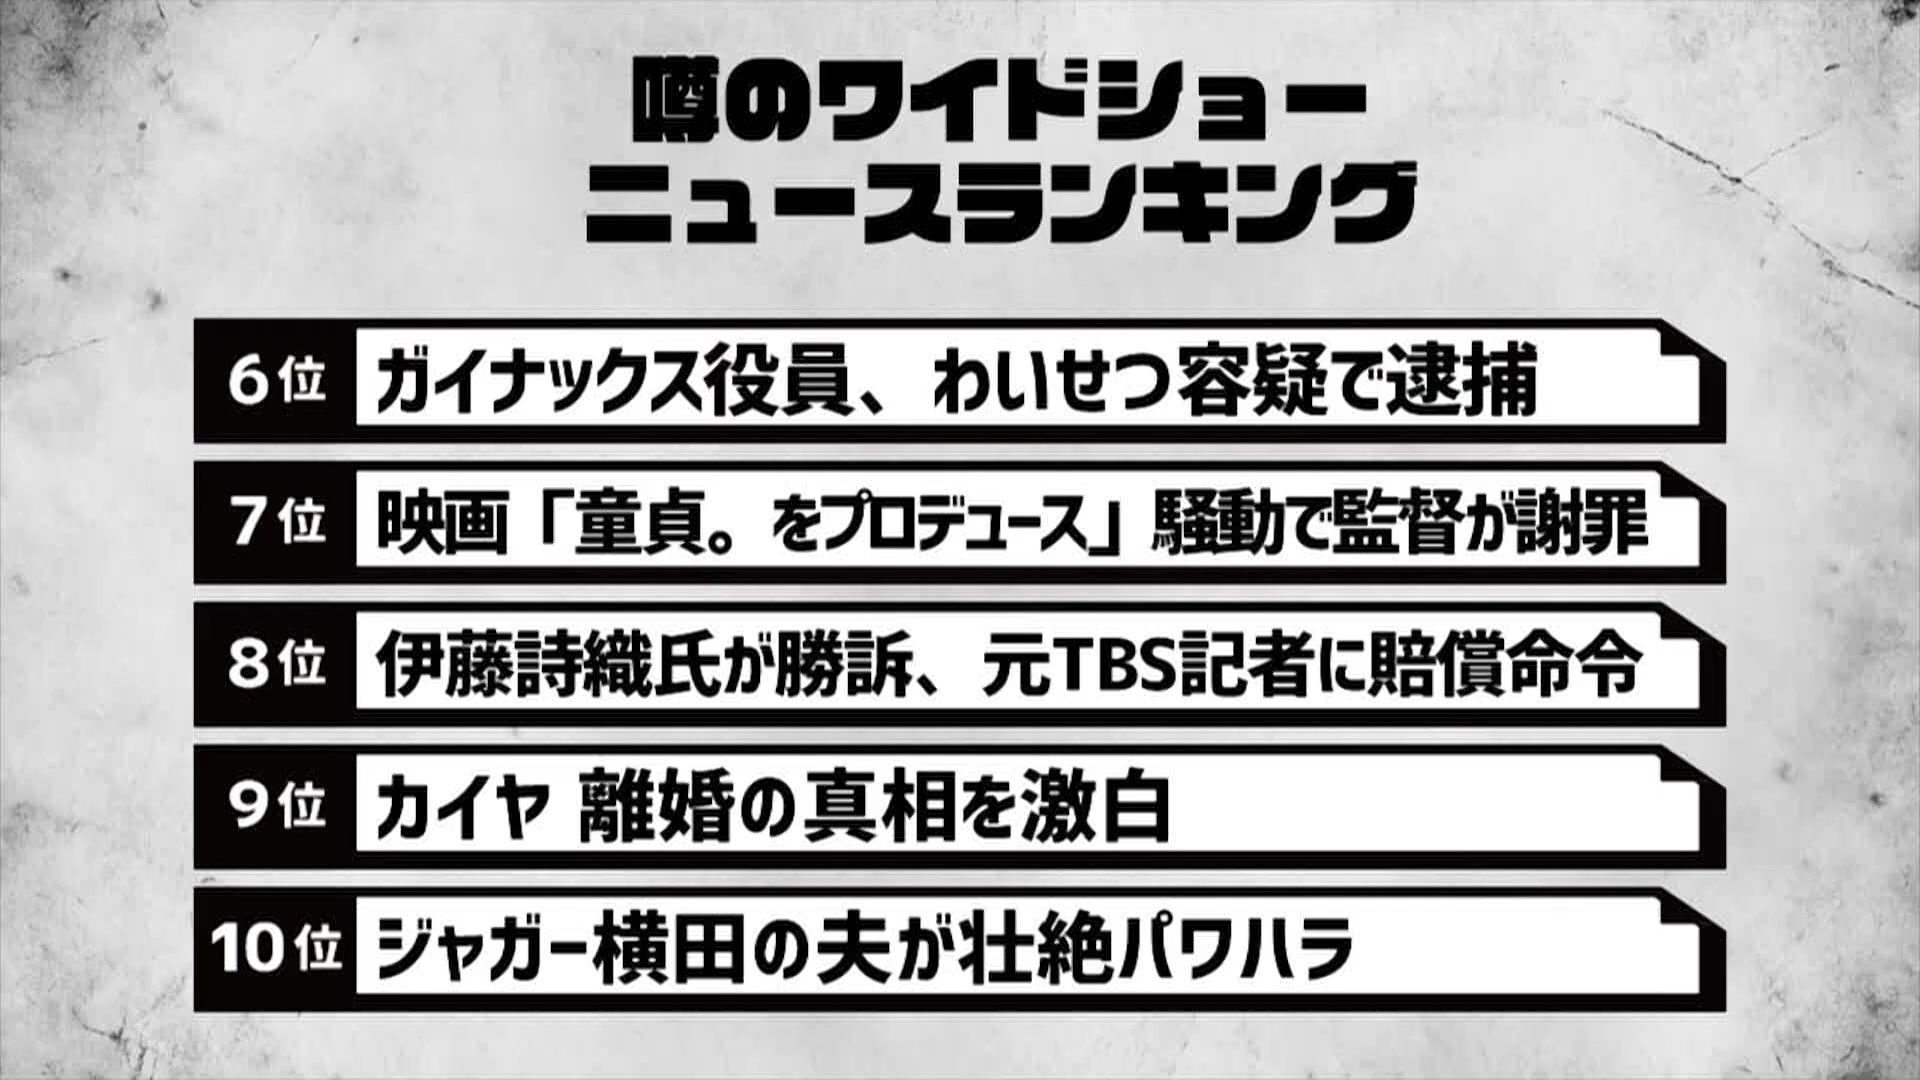 噂のワイドショー
ニュースランキング
6位 ガイナックス役員、わいせつ容疑で逮捕
7位 映画「童貞。をプロデュース」騒動で監督が謝罪
8位 伊藤詩織氏が勝訴、元TBS記者に賠償命令
9位 カイヤ 離婚の真相を激白
10位 ジャガー横田の夫が壮絶パワハラ